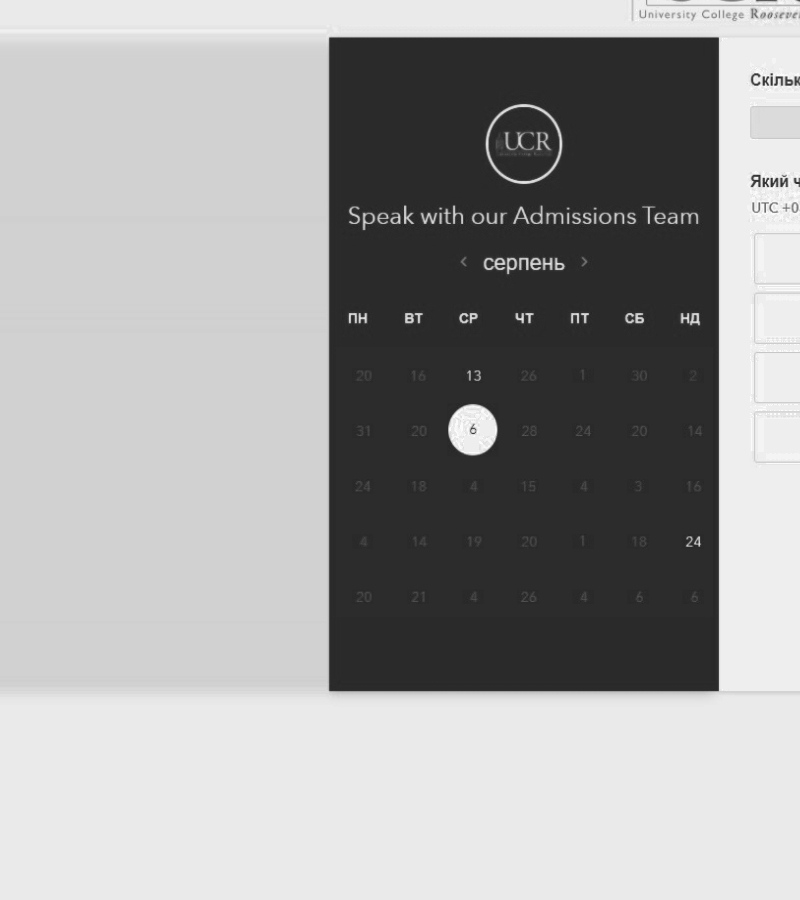 University College Roosevel
UCR
Speak with our Admissions Team
‹ серпень ›
ПН ВТ СР ЧТ ПТ СБ НД
20 16 13 26 1 30 2
31 20 6 28 24 20 14
24 18 4 15 4 3 16
4 14 19 20 1 18 24
20 21 4 26 4 6 6
Скільк
Який ч
UTC +0